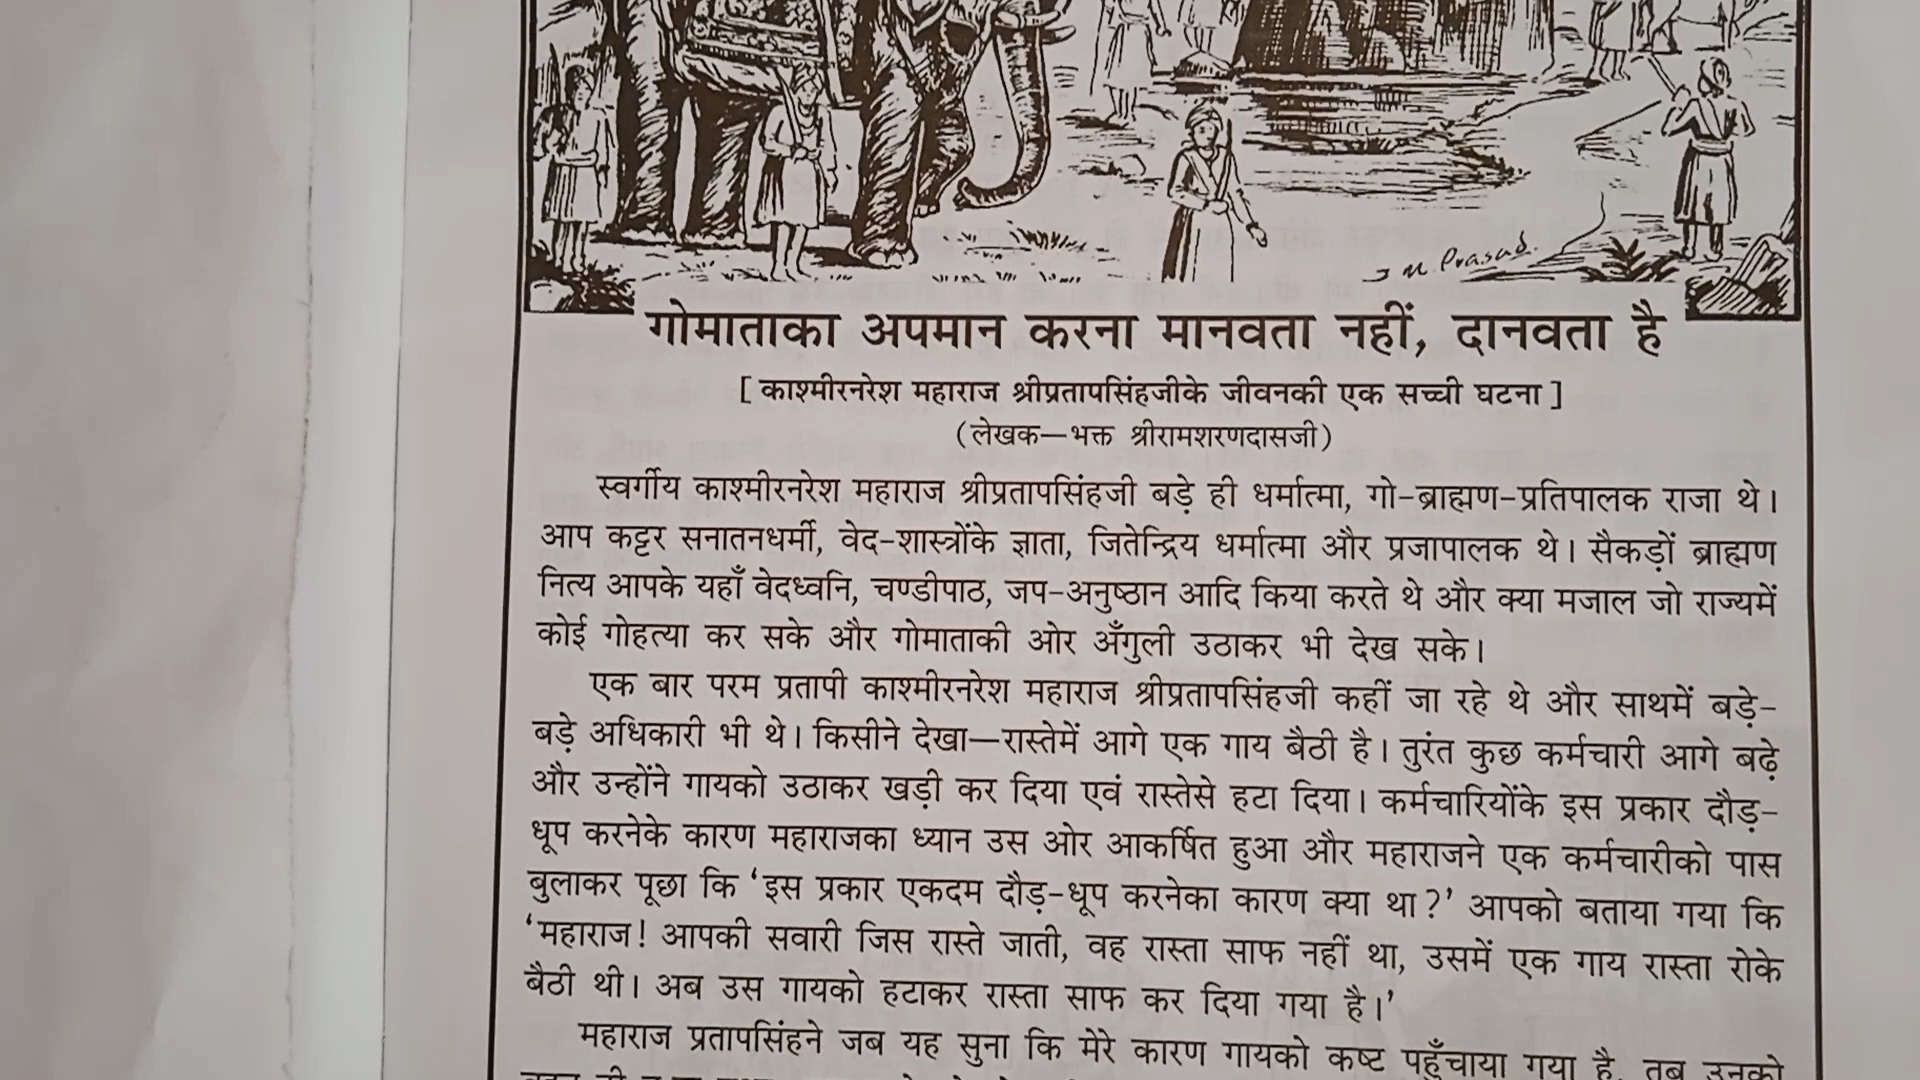 J M. Prasad.
गोमाताका अपमान करना मानवता नहीं, दानवता है
[ काश्मीरनरेश महाराज श्रीप्रतापसिंहजीके जीवनकी एक सच्ची घटना ]
(लेखक—भक्त श्रीरामशरणदासजी)
स्वर्गीय काश्मीरनरेश महाराज श्रीप्रतापसिंहजी बड़े ही धर्मात्मा, गो-ब्राह्मण-प्रतिपालक राजा थे।
आप कट्टर सनातनधर्मी, वेद-शास्त्रोंके ज्ञाता, जितेन्द्रिय धर्मात्मा और प्रजापालक थे। सैकड़ों ब्राह्मण
नित्य आपके यहाँ वेदध्वनि, चण्डीपाठ, जप-अनुष्ठान आदि किया करते थे और क्या मजाल जो राज्यमें
कोई गोहत्या कर सके और गोमाताकी ओर अँगुली उठाकर भी देख सके।
एक बार परम प्रतापी काश्मीरनरेश महाराज श्रीप्रतापसिंहजी कहीं जा रहे थे और साथमें बड़े-
बड़े अधिकारी भी थे। किसीने देखा—रास्तेमें आगे एक गाय बैठी है। तुरंत कुछ कर्मचारी आगे बढ़े
और उन्होंने गायको उठाकर खड़ी कर दिया एवं रास्तेसे हटा दिया। कर्मचारियोंके इस प्रकार दौड़-
धूप करनेके कारण महाराजका ध्यान उस ओर आकर्षित हुआ और महाराजने एक कर्मचारीको पास
बुलाकर पूछा कि ‘इस प्रकार एकदम दौड़-धूप करनेका कारण क्या था?’ आपको बताया गया कि
‘महाराज! आपकी सवारी जिस रास्ते जाती, वह रास्ता साफ नहीं था, उसमें एक गाय रास्ता रोके
बैठी थी। अब उस गायको हटाकर रास्ता साफ कर दिया गया है।’
महाराज प्रतापसिंहने जब यह सुना कि मेरे कारण गायको कष्ट पहुँचाया गया है, तब उनको